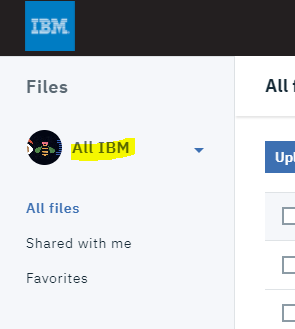 IBM
Files
All
All IBM
Upl
All files
Shared with me
Favorites